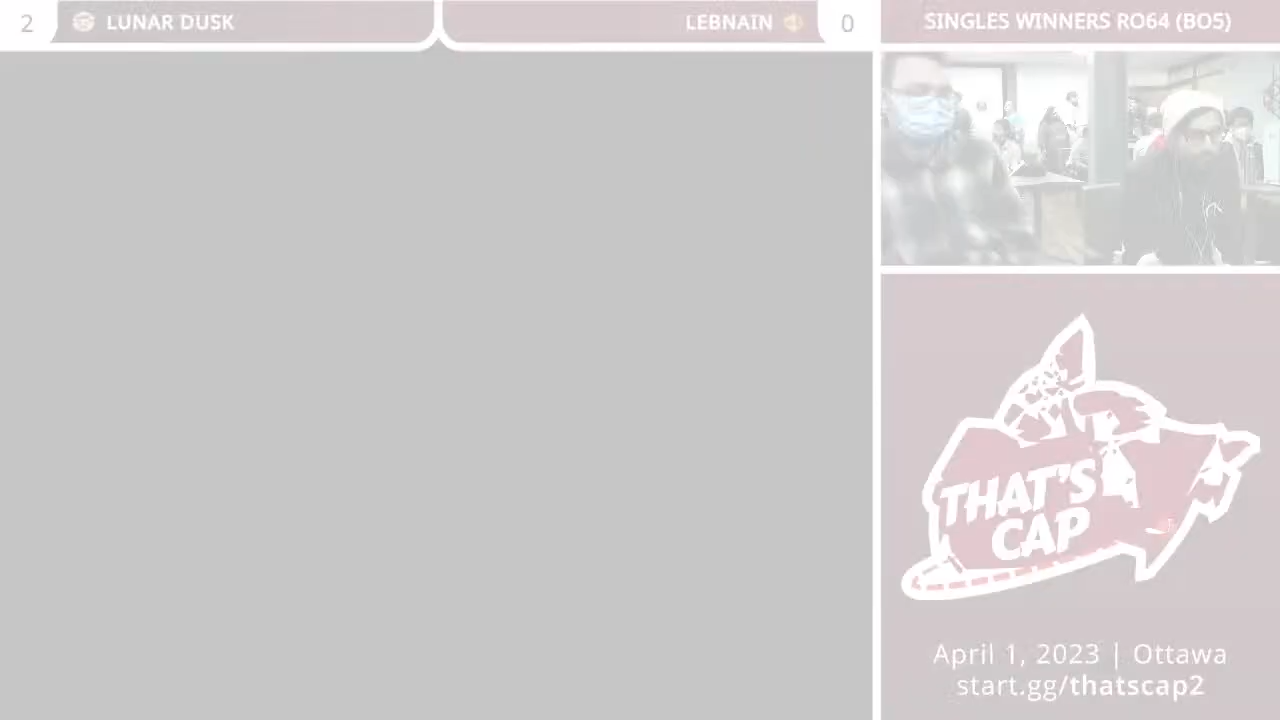 2 LUNAR DUSK
LEBNAIN 0
SINGLES WINNERS RO64 (BO5)
THAT'S
CAP
April 1, 2023 | Ottawa
start.gg/thatscap2